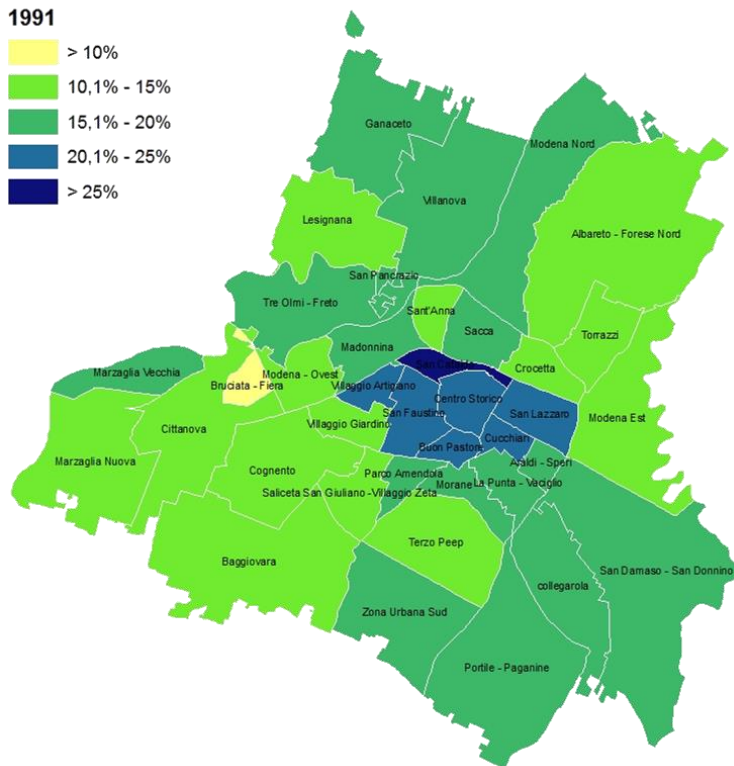 1991
> 10%
10,1% - 15%
15,1% - 20%
20,1% - 25%
> 25%
Ganaceto
Modena Nord
Villanova
Lesignana
Albareto - Forese Nord
San Pancrazio
Tre Olmi - Freto
Sant'Anna
Sacca
Torrazzi
Madonnina
San Cataldo
Crocetta
Marzaglia Vecchia
Modena - Ovest
Bruciata - Fiera
Villaggio Artigiano
Centro Storico
San Faustino
San Lazzaro
Modena Est
Villaggio Giardino
Cittanova
Cucchiari
Buon Pastore
Marzaglia Nuova
Araldi - Speri
Cognento
Parco Amendola
Morane
La Punta - Vaciglio
Saliceta San Giuliano -Villaggio Zeta
Terzo Peep
Baggiovara
San Damaso - San Donnino
collegarola
Zona Urbana Sud
Portile - Paganine